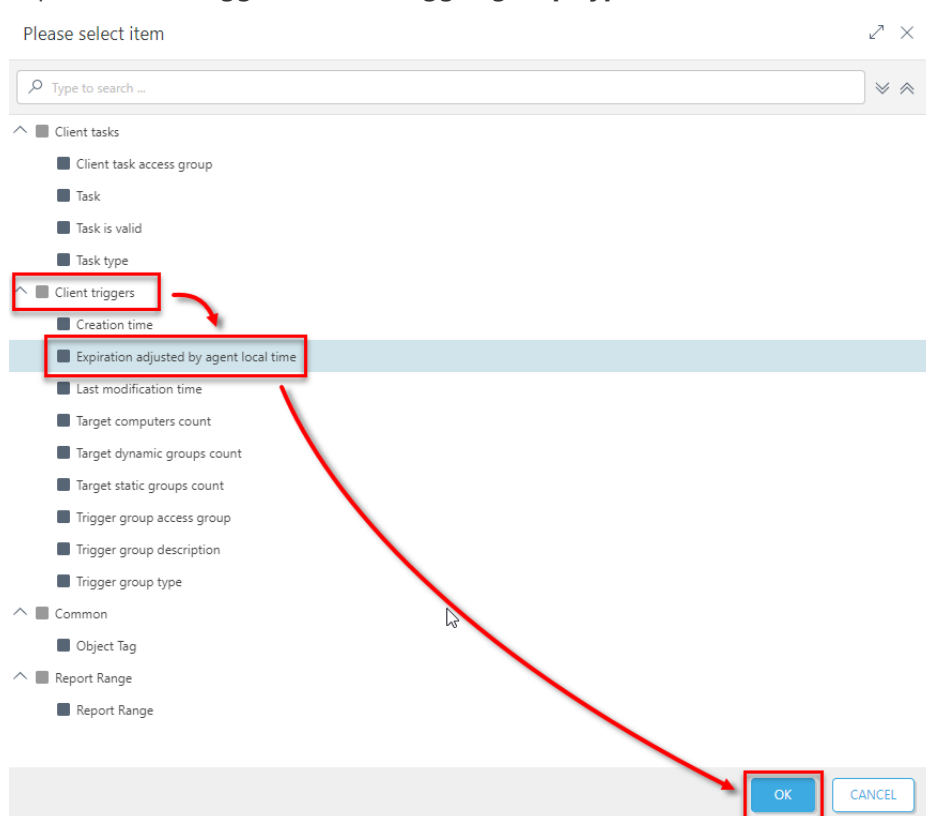 Please select item
Type to search ...
Client tasks
Client task access group
Task
Task is valid
Task type
Client triggers
Creation time
Expiration adjusted by agent local time
Last modification time
Target computers count
Target dynamic groups count
Target static groups count
Trigger group access group
Trigger group description
Trigger group type
Common
Object Tag
Report Range
Report Range
OK CANCEL